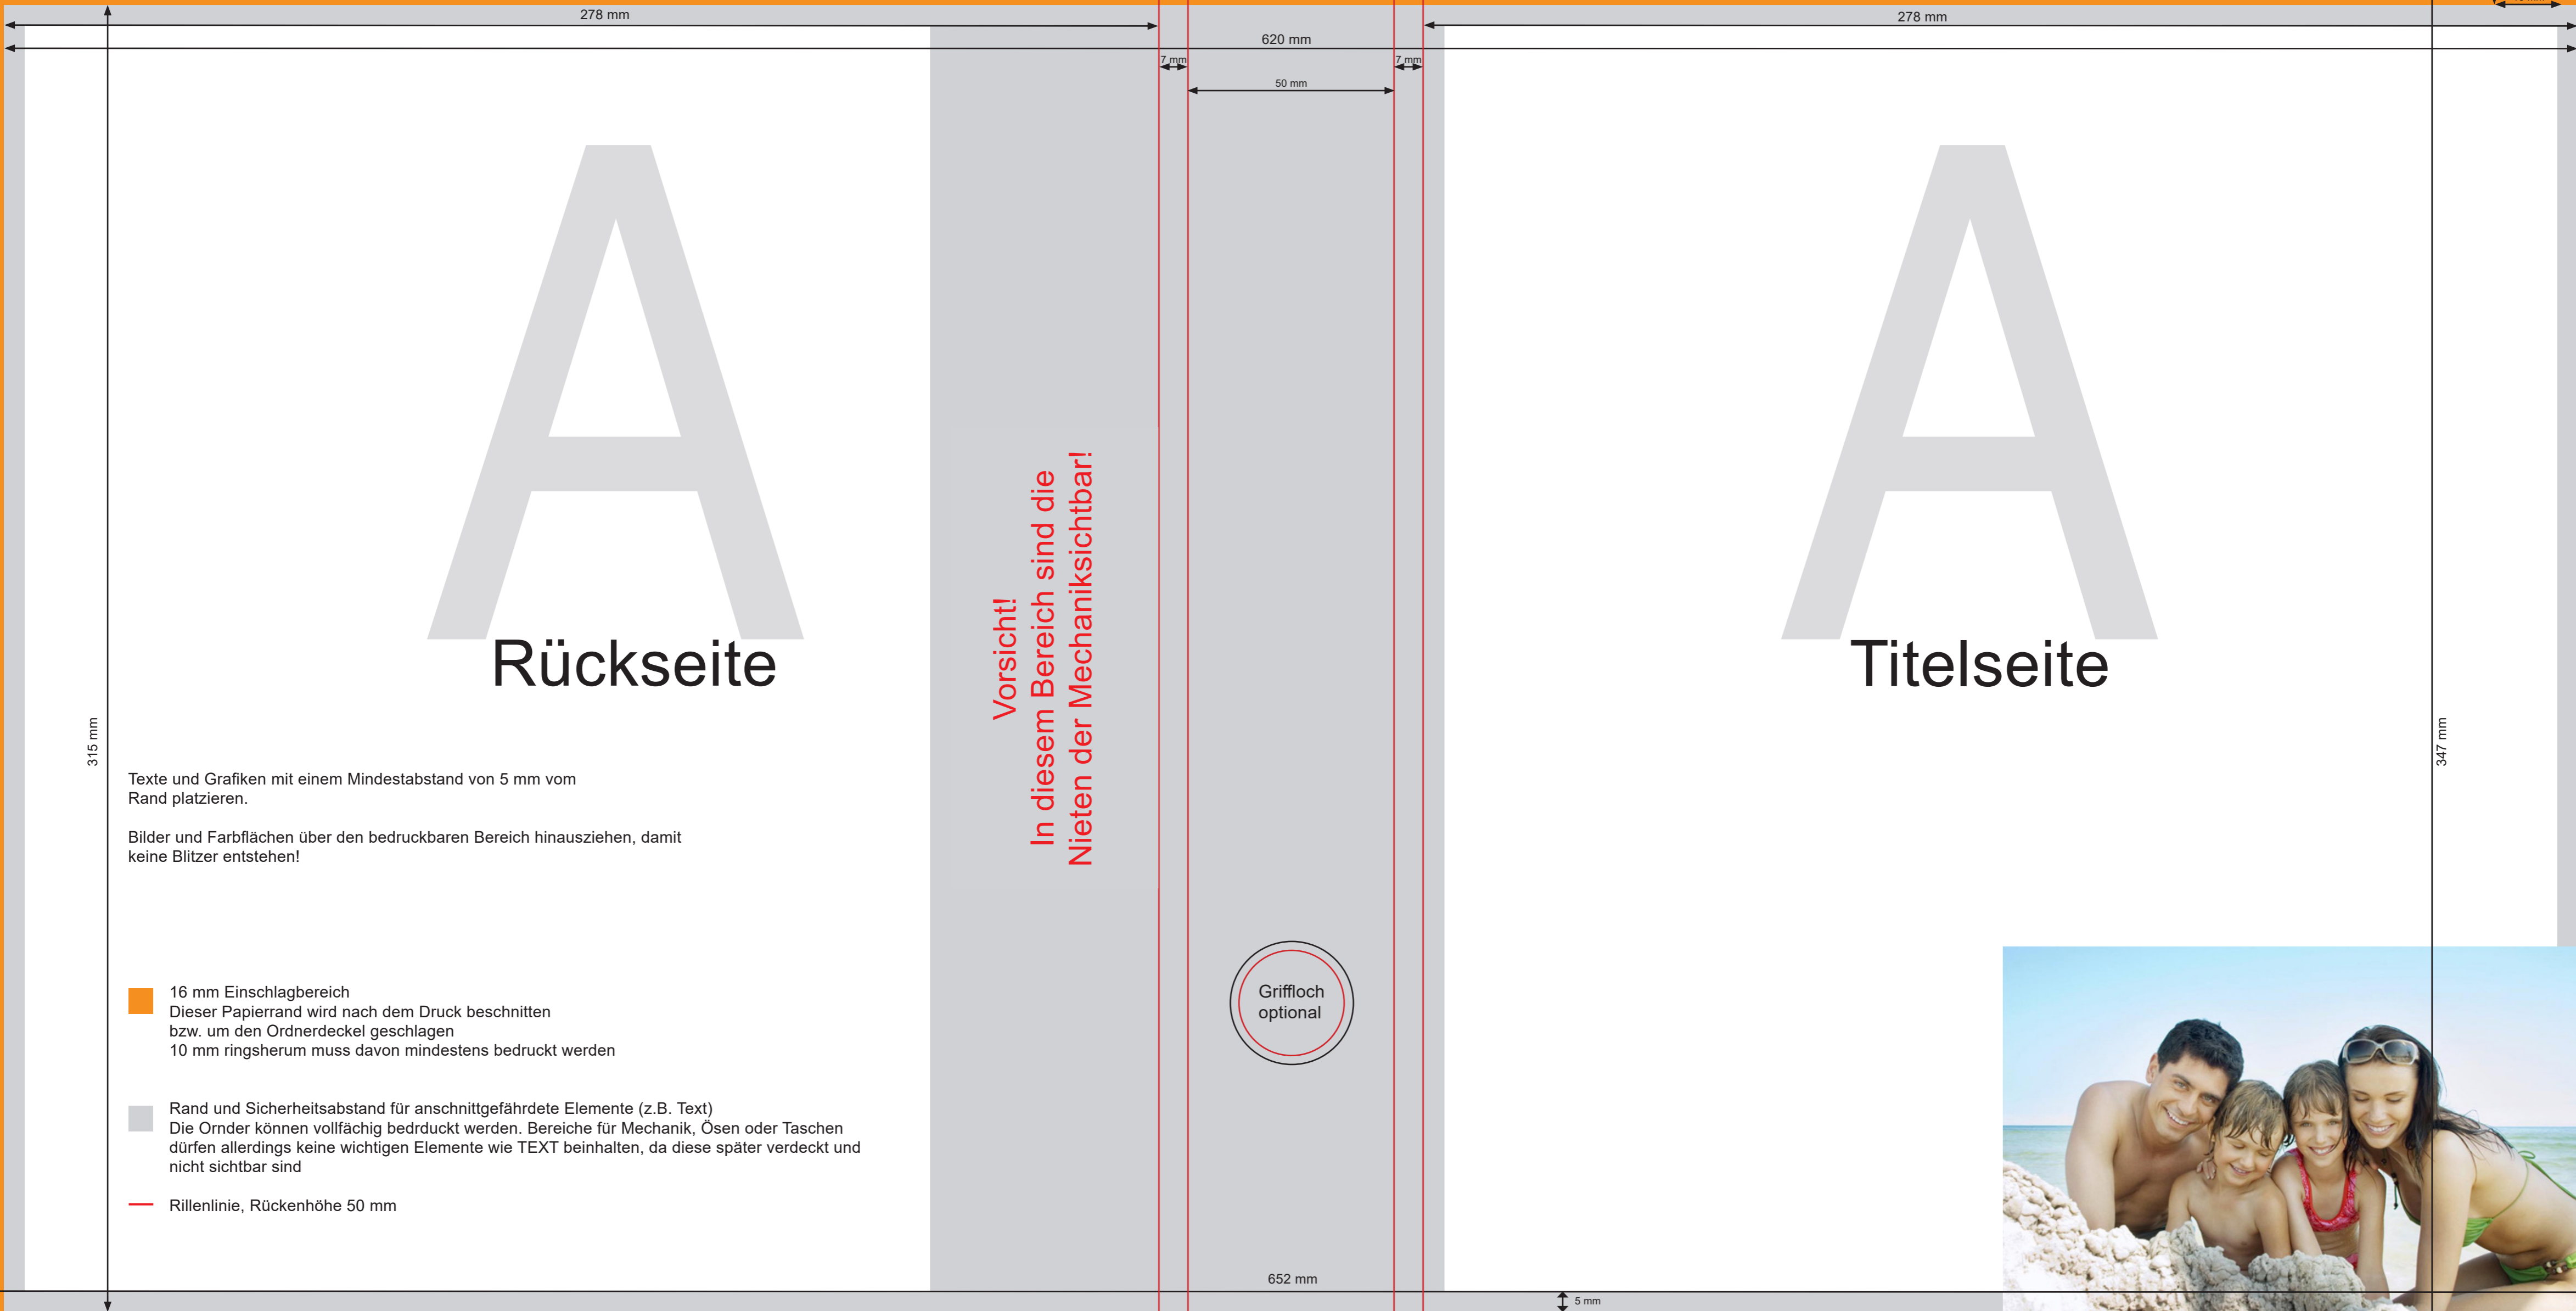 278 mm
278 mm
620 mm
7 mm
7 mm
50 mm
A
A
Rückseite
Titelseite
Vorsicht!
In diesem Bereich sind die
Nieten der Mechaniksichtbar!
315 mm
347 mm
Texte und Grafiken mit einem Mindestabstand von 5 mm vom
Rand platzieren.
Bilder und Farbflächen über den bedruckbaren Bereich hinausziehen, damit
keine Blitzer entstehen!
Griffloch
optional
16 mm Einschlagbereich
Dieser Papierrand wird nach dem Druck beschnitten
bzw. um den Ordnerdeckel geschlagen
10 mm ringsherum muss davon mindestens bedruckt werden
Rand und Sicherheitsabstand für anschnittgefährdete Elemente (z.B. Text)
Die Ornder können vollfächig bedrduckt werden. Bereiche für Mechanik, Ösen oder Taschen
dürfen allerdings keine wichtigen Elemente wie TEXT beinhalten, da diese später verdeckt und
nicht sichtbar sind
Rillenlinie, Rückenhöhe 50 mm
652 mm
5 mm